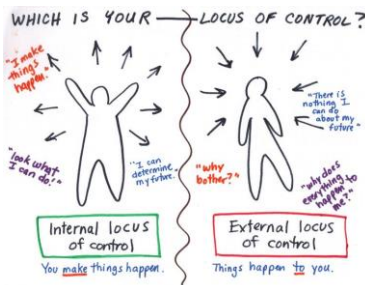 WHICH IS YOUR LOCUS OF CONTROL?
"I make
things
happen."
"look what
I can do!"
"I can
determine
my future.
Internal locus
of control
You make things happen.
"There is
nothing I
can do
about my
future"
"why
bother?"
"why does
everything
happen to
me?"
External locus
of control
Things happen to you.